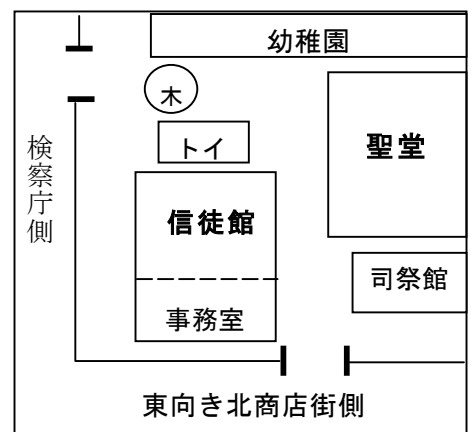 幼稚園
木
トイ
聖堂
検察庁側
信徒館
司祭館
事務室
東向き北商店街側